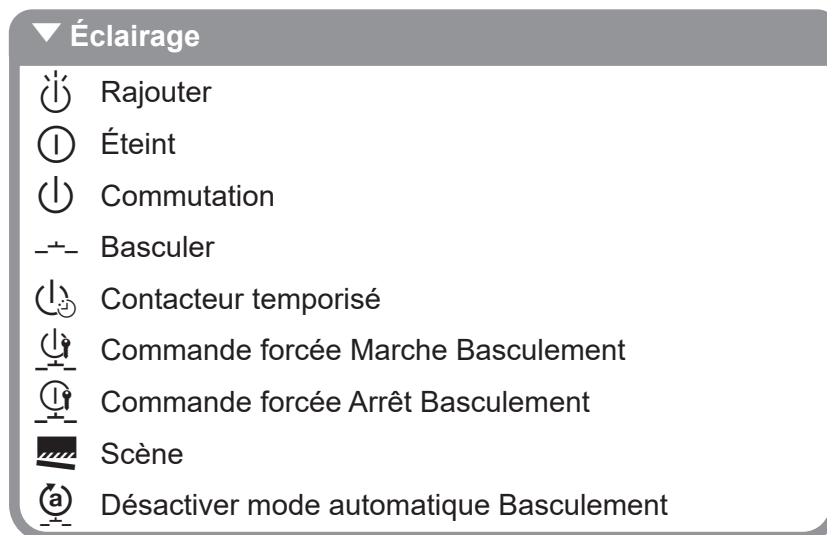 Éclairage
Rajouter
Éteint
Commutation
Basculer
Contacteur temporisé
Commande forcée Marche Basculement
Commande forcée Arrêt Basculement
Scène
Désactiver mode automatique Basculement